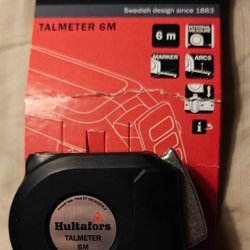 Swedish design since 1883
TALMETER 6M
6 m
INTERNAL
MEASURE
MARKER
ARCS
i
Hultafors
TALMETER
6M